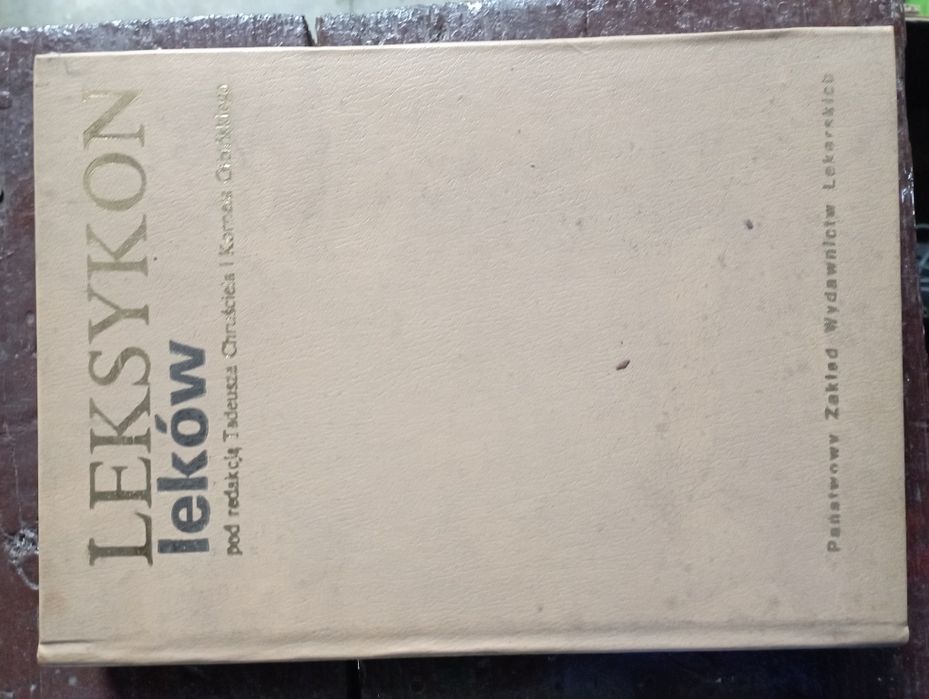 LEKSYKON
leków
pod redakcją Tadeusza Chruściela i Kornela Gibińskiego
Państwowy Zakład Wydawnictw Lekarskich